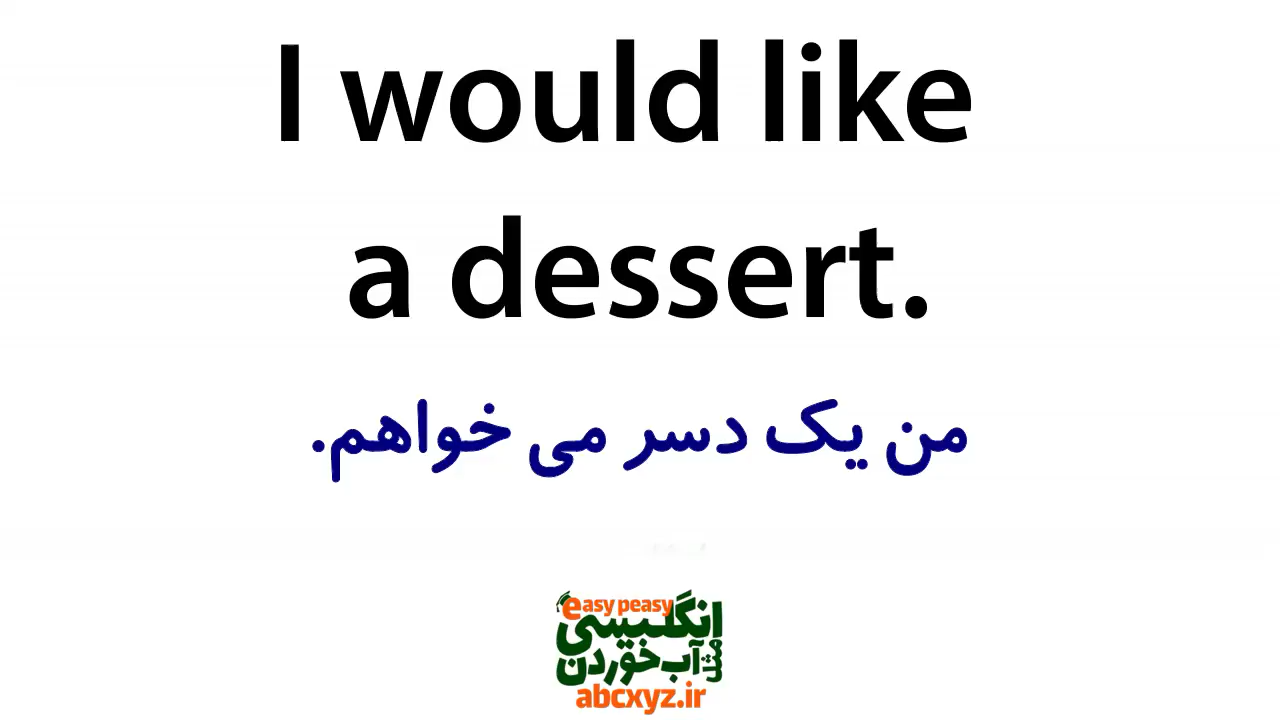 I would like
a dessert.
من یک دسر می خواهم.
easy peasy
انگلیسی
مثل آب خوردن
abcxyz.ir